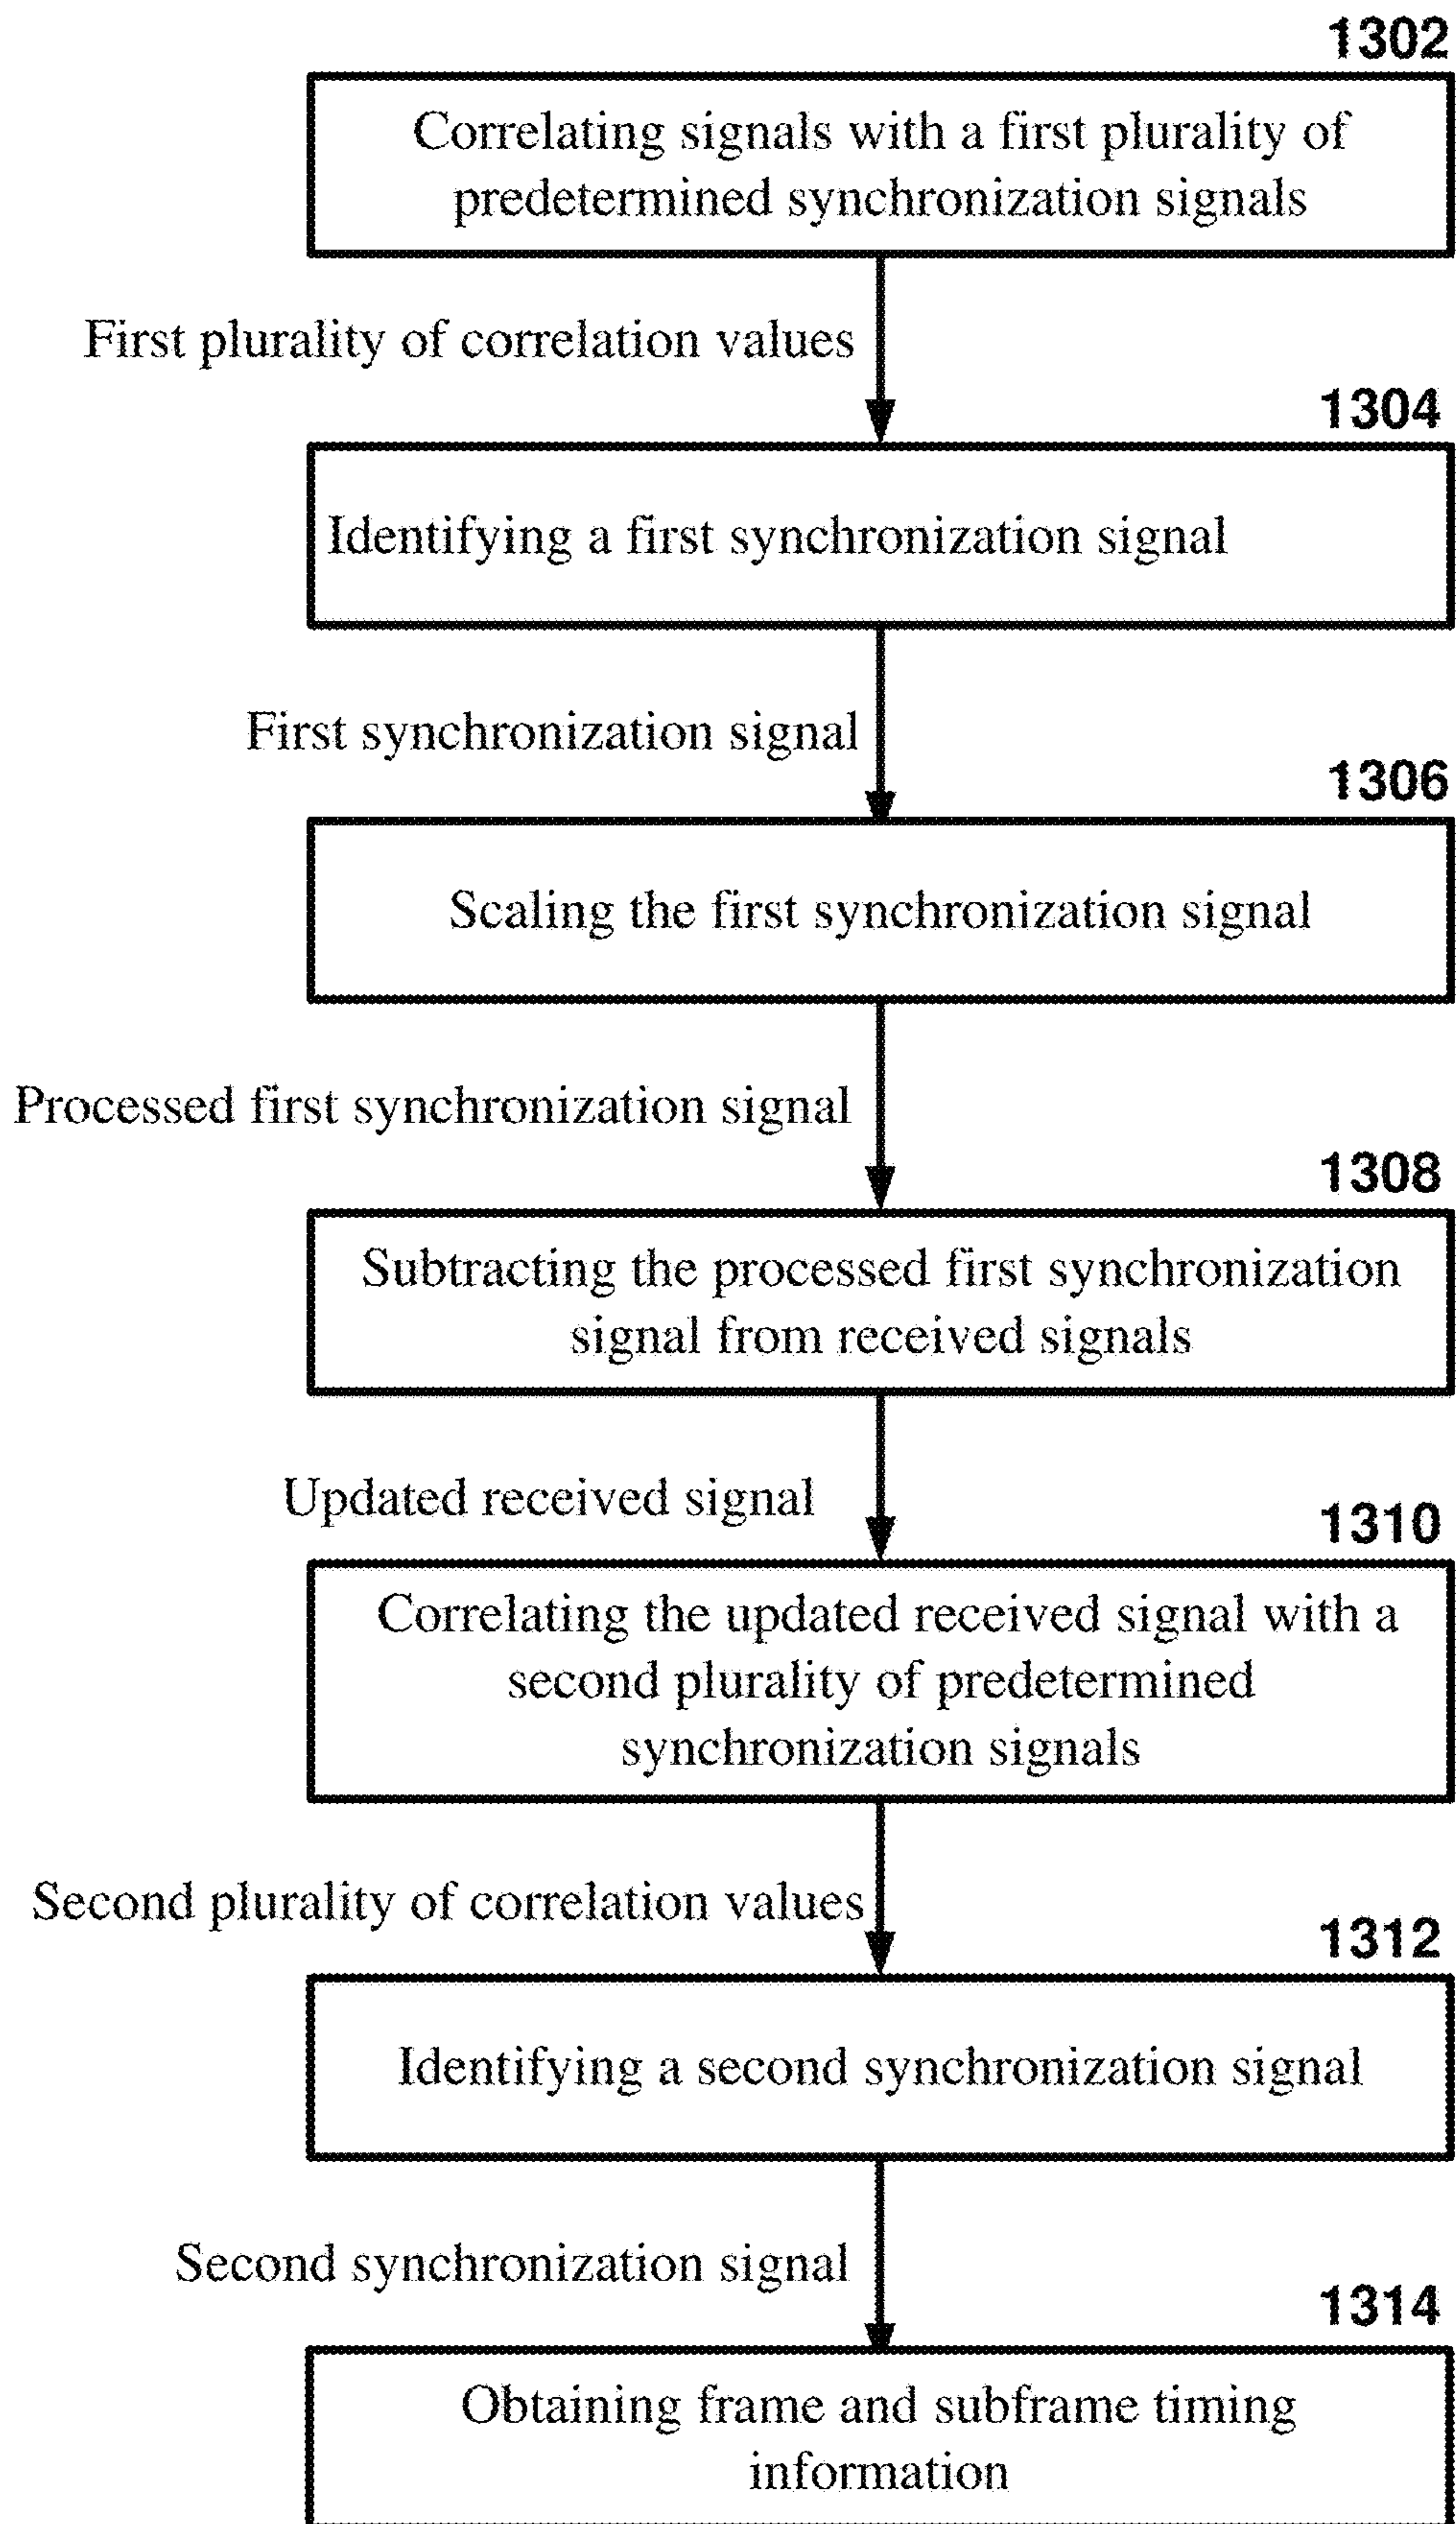 1302
Correlating signals with a first plurality of
predetermined synchronization signals
First plurality of correlation values
1304
Identifying a first synchronization signal
First synchronization signal
1306
Scaling the first synchronization signal
Processed first synchronization signal
1308
Subtracting the processed first synchronization
signal from received signals
Updated received signal
1310
Correlating the updated received signal with a
second plurality of predetermined
synchronization signals
Second plurality of correlation values
1312
Identifying a second synchronization signal
Second synchronization signal
1314
Obtaining frame and subframe timing
information